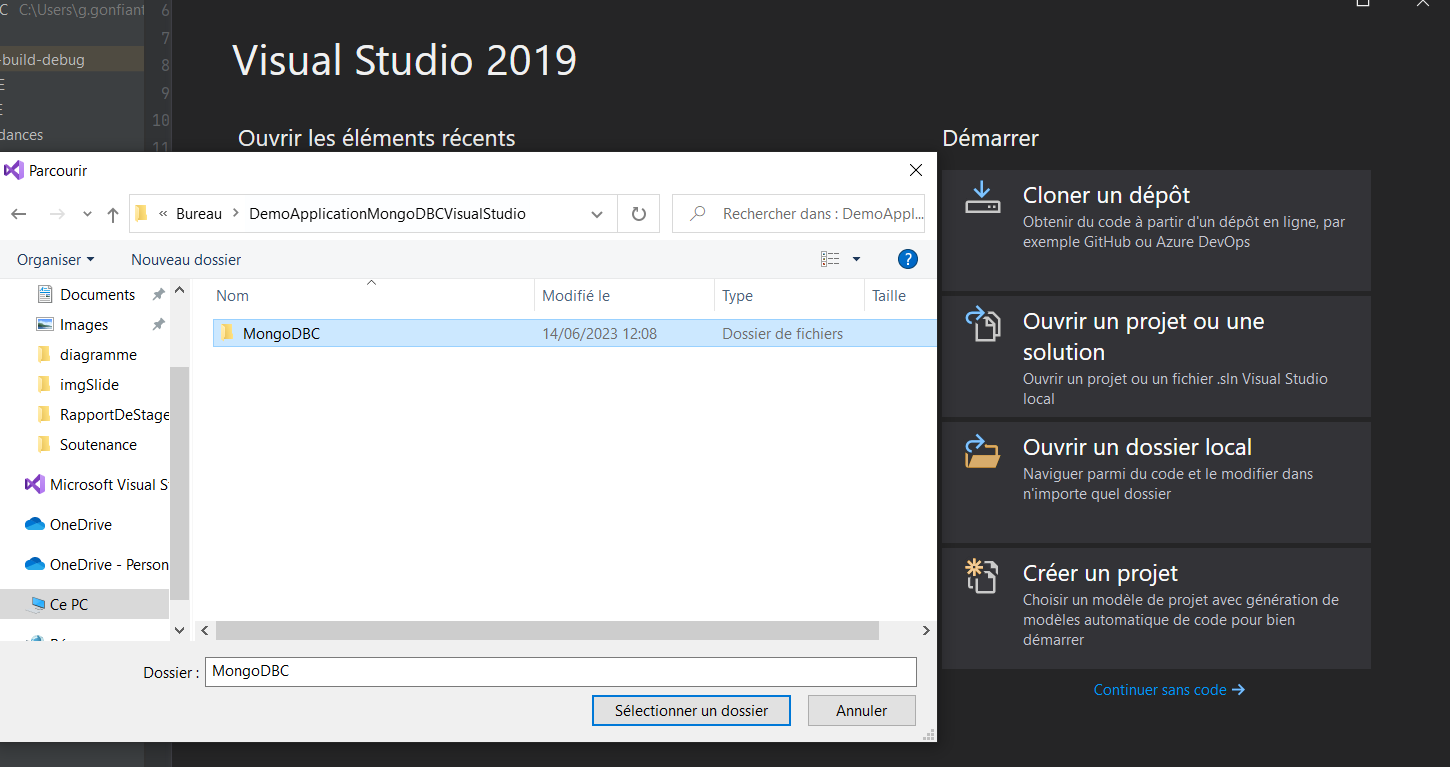 C C:\Users\g.gonfiant
-build-debug
E
E
dances
6
7
8
9
10
11
Visual Studio 2019
Ouvrir les éléments récents
Démarrer
Parcourir
« Bureau > DemoApplicationMongoDBCVisualStudio
Rechercher dans : DemoAppl...
Organiser
Nouveau dossier
?
Documents
Images
diagramme
imgSlide
RapportDeStage
Soutenance
Microsoft Visual S
OneDrive
OneDrive - Person
Ce PC
Nom Modifié le Type Taille
MongoDBC 14/06/2023 12:08 Dossier de fichiers
Dossier : MongoDBC
Sélectionner un dossier
Annuler
Cloner un dépôt
Obtenir du code à partir d'un dépôt en ligne, par
exemple GitHub ou Azure DevOps
Ouvrir un projet ou une
solution
Ouvrir un projet ou un fichier .sln Visual Studio
local
Ouvrir un dossier local
Naviguer parmi du code et le modifier dans
n'importe quel dossier
Créer un projet
Choisir un modèle de projet avec génération de
modèles automatique de code pour bien
démarrer
Continuer sans code →